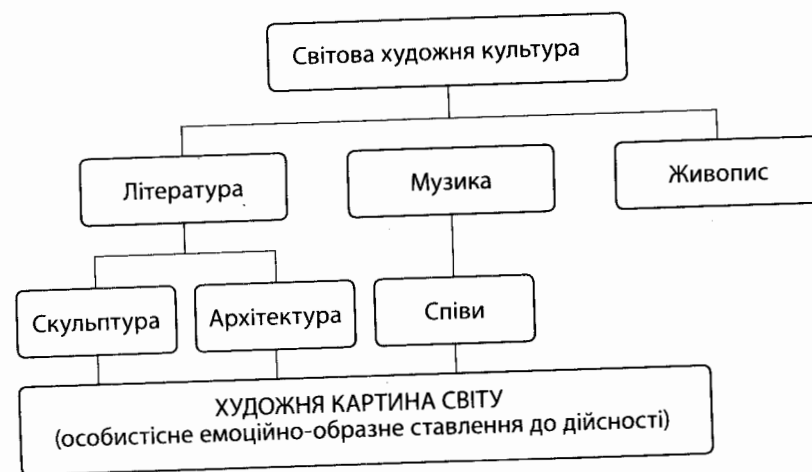 Світова художня культура
Література
Музика
Живопис
Скульптура
Архітектура
Співи
ХУДОЖНЯ КАРТИНА СВІТУ
(особистісне емоційно-образне ставлення до дійсності)